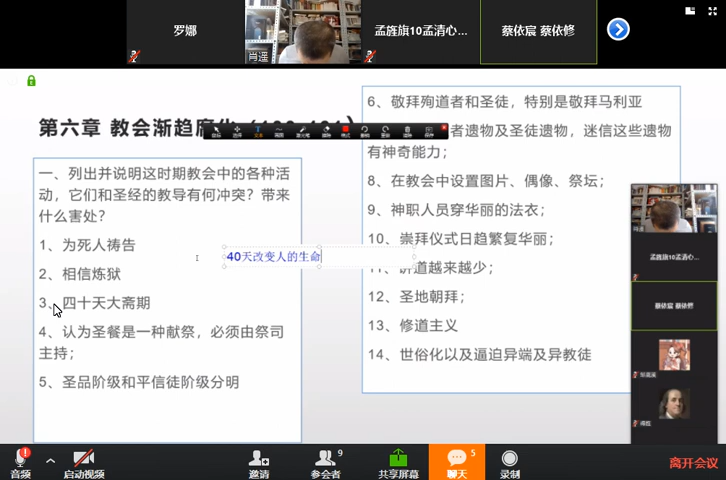 罗娜
肖遥
孟旌旗10孟清心...
蔡依宸 蔡依修
第六章 教会渐趋腐化
一、列出并说明这时期教会中的各种活
动，它们和圣经的教导有何冲突？带来
什么害处？
1、为死人祷告
2、相信炼狱
3、四十天大斋期
4、认为圣餐是一种献祭，必须由祭司
主持；
5、圣品阶级和平信徒阶级分明
40天改变人的生命
6、敬拜殉道者和圣徒，特别是敬拜马利亚
者遗物及圣徒遗物，迷信这些遗物
有神奇能力；
8、在教会中设置图片、偶像、祭坛；
9、神职人员穿华丽的法衣；
10、崇拜仪式日趋繁复华丽；
11、讲道越来越少；
12、圣地朝拜；
13、修道主义
14、世俗化以及逼迫异端及异教徒
肖遥
孟旌旗10孟清心...
蔡依宸 蔡依修
音频
启动视频
邀请
9
参会者
共享屏幕
5
聊天
录制
离开会议